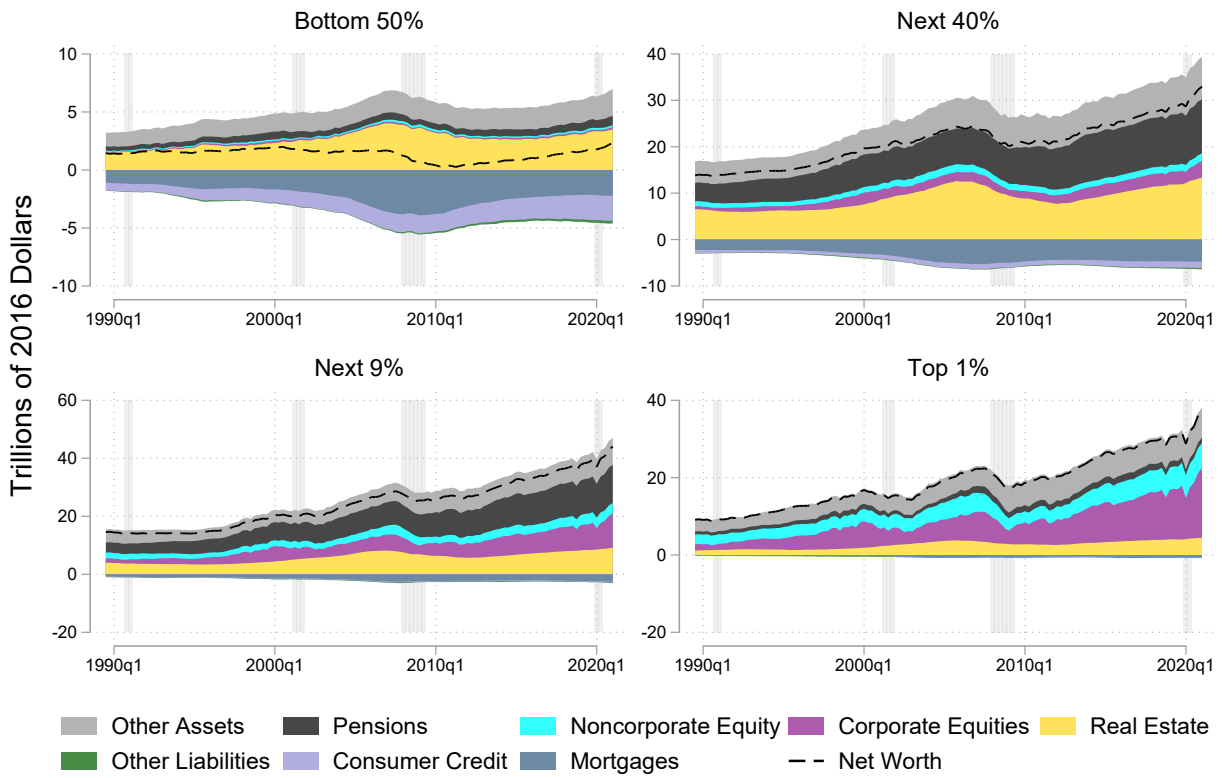 Trillions of 2016 Dollars
Bottom 50%
10
5
0
-5
-10
1990q1 2000q1 2010q1 2020q1
Next 40%
40
30
20
10
0
-10
1990q1 2000q1 2010q1 2020q1
Next 9%
60
40
20
0
-20
1990q1 2000q1 2010q1 2020q1
Top 1%
40
20
0
-20
1990q1 2000q1 2010q1 2020q1
Other Assets Pensions Noncorporate Equity Corporate Equities Real Estate
Other Liabilities Consumer Credit Mortgages Net Worth